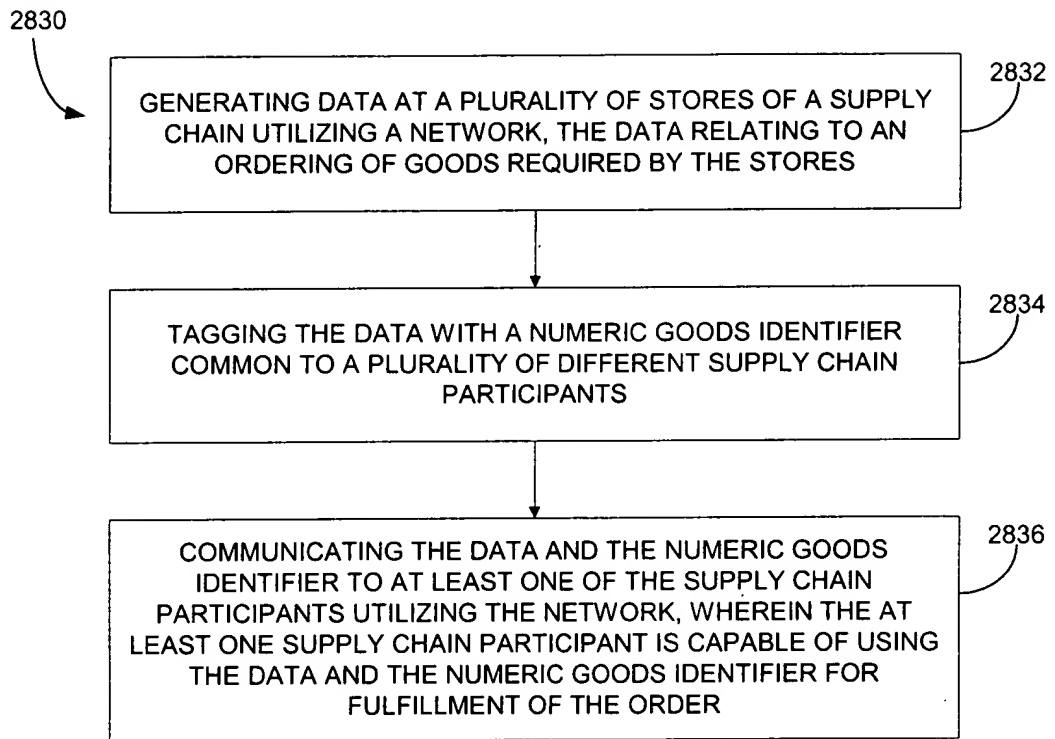 2830
2832
GENERATING DATA AT A PLURALITY OF STORES OF A SUPPLY
CHAIN UTILIZING A NETWORK, THE DATA RELATING TO AN
ORDERING OF GOODS REQUIRED BY THE STORES
2834
TAGGING THE DATA WITH A NUMERIC GOODS IDENTIFIER
COMMON TO A PLURALITY OF DIFFERENT SUPPLY CHAIN
PARTICIPANTS
2836
COMMUNICATING THE DATA AND THE NUMERIC GOODS
IDENTIFIER TO AT LEAST ONE OF THE SUPPLY CHAIN
PARTICIPANTS UTILIZING THE NETWORK, WHEREIN THE AT
LEAST ONE SUPPLY CHAIN PARTICIPANT IS CAPABLE OF USING
THE DATA AND THE NUMERIC GOODS IDENTIFIER FOR
FULFILLMENT OF THE ORDER